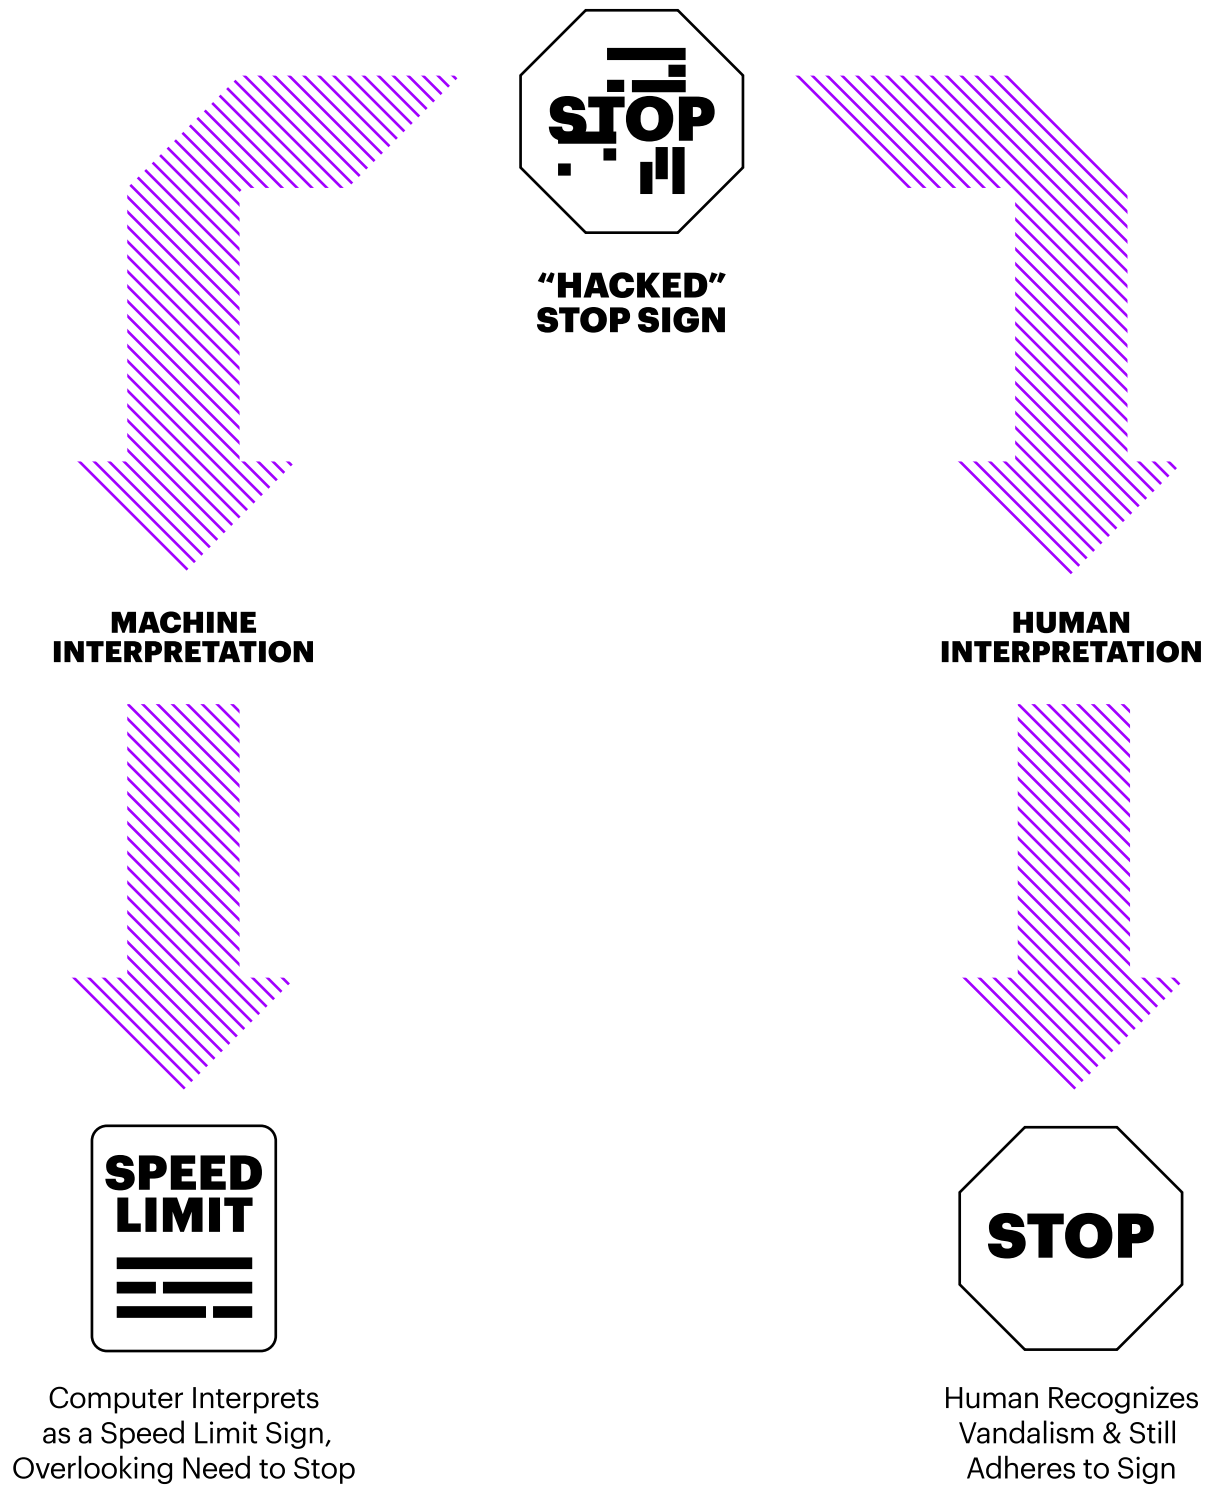 STOP
“HACKED”
STOP SIGN
MACHINE
INTERPRETATION
HUMAN
INTERPRETATION
SPEED
LIMIT
STOP
Computer Interprets
as a Speed Limit Sign,
Overlooking Need to Stop
Human Recognizes
Vandalism & Still
Adheres to Sign